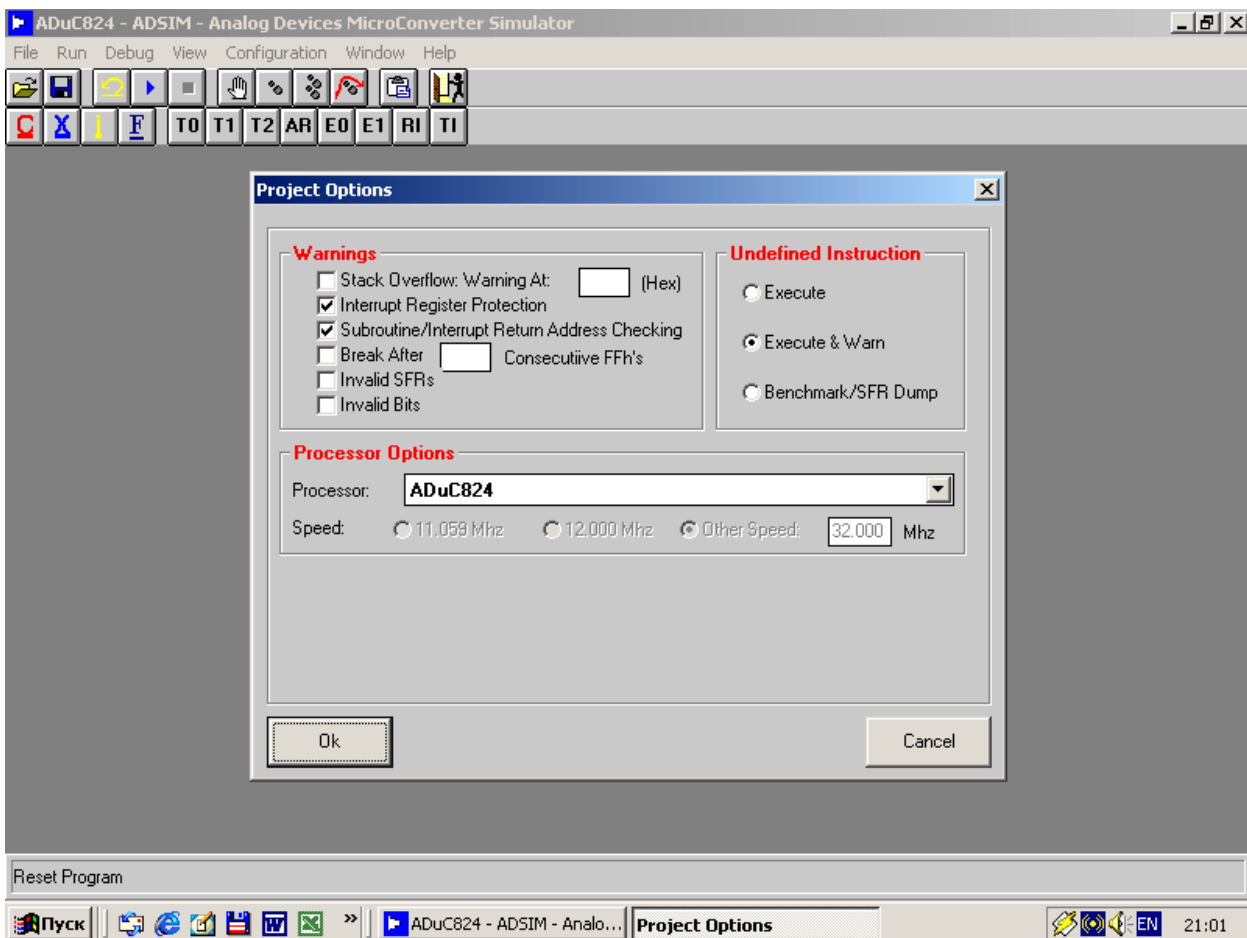 ADuC824 - ADSIM - Analog Devices MicroConverter Simulator
File Run Debug View Configuration Window Help
C X i F T0 T1 T2 AR E0 E1 RI TI
Project Options
Warnings
Stack Overflow: Warning At: (Hex)
Interrupt Register Protection
Subroutine/Interrupt Return Address Checking
Break After Consecutiive FFh's
Invalid SFRs
Invalid Bits
Undefined Instruction
Execute
Execute & Warn
Benchmark/SFR Dump
Processor Options
Processor: ADuC824
Speed: 11.059 Mhz 12.000 Mhz Other Speed: 32.000 Mhz
Ok Cancel
Reset Program
Пуск » ADuC824 - ADSIM - Analo... Project Options EN 21:01